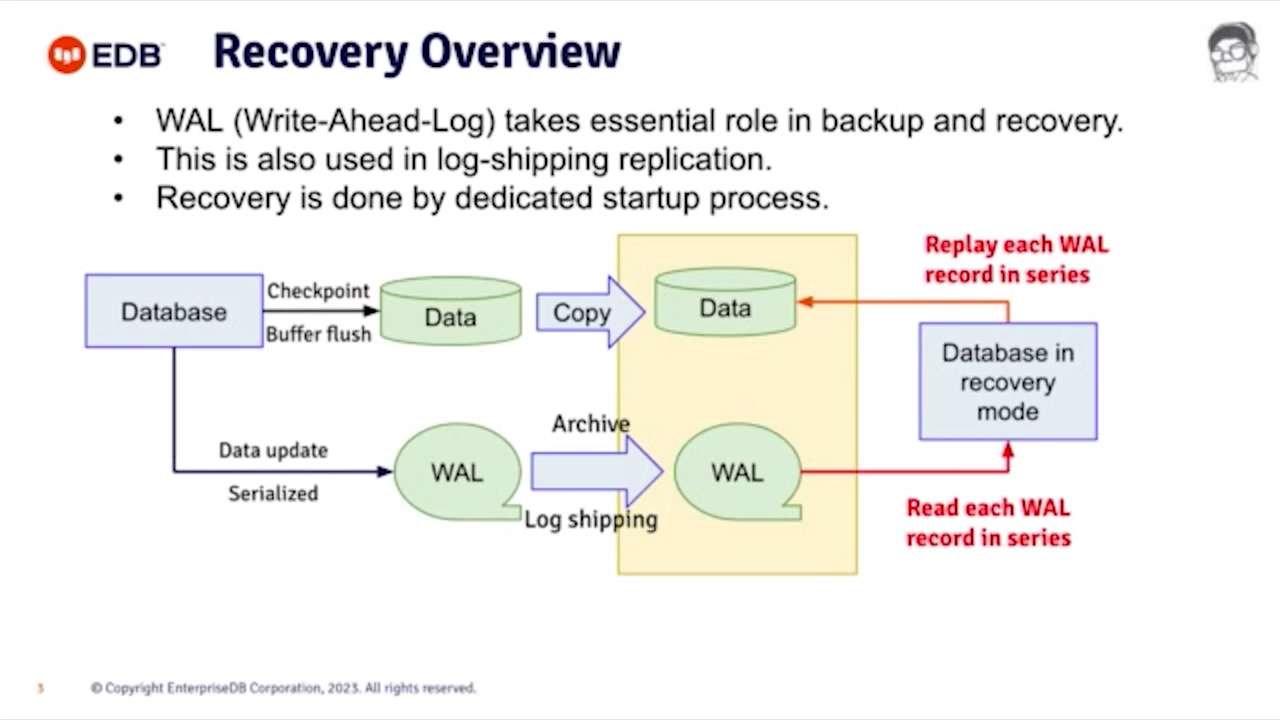 EDB
Recovery Overview
• WAL (Write-Ahead-Log) takes essential role in backup and recovery.
• This is also used in log-shipping replication.
• Recovery is done by dedicated startup process.
Replay each WAL
record in series
Database
Checkpoint
Buffer flush
Data
Copy
Data
Database in
recovery
mode
Archive
Data update
Serialized
WAL
WAL
Log shipping
Read each WAL
record in series
3
© Copyright EnterpriseDB Corporation, 2023. All rights reserved.